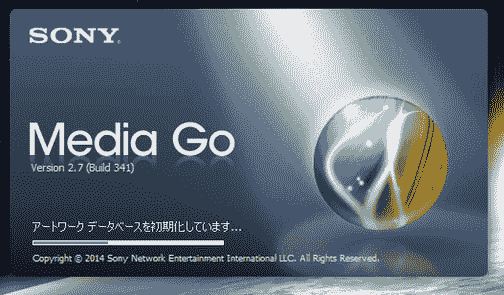 SONY
Media Go
Version 2.7 (Build 341)
アートワーク データベースを初期化しています...
Copyright © 2014 Sony Network Entertainment International LLC. All Rights Reserved.